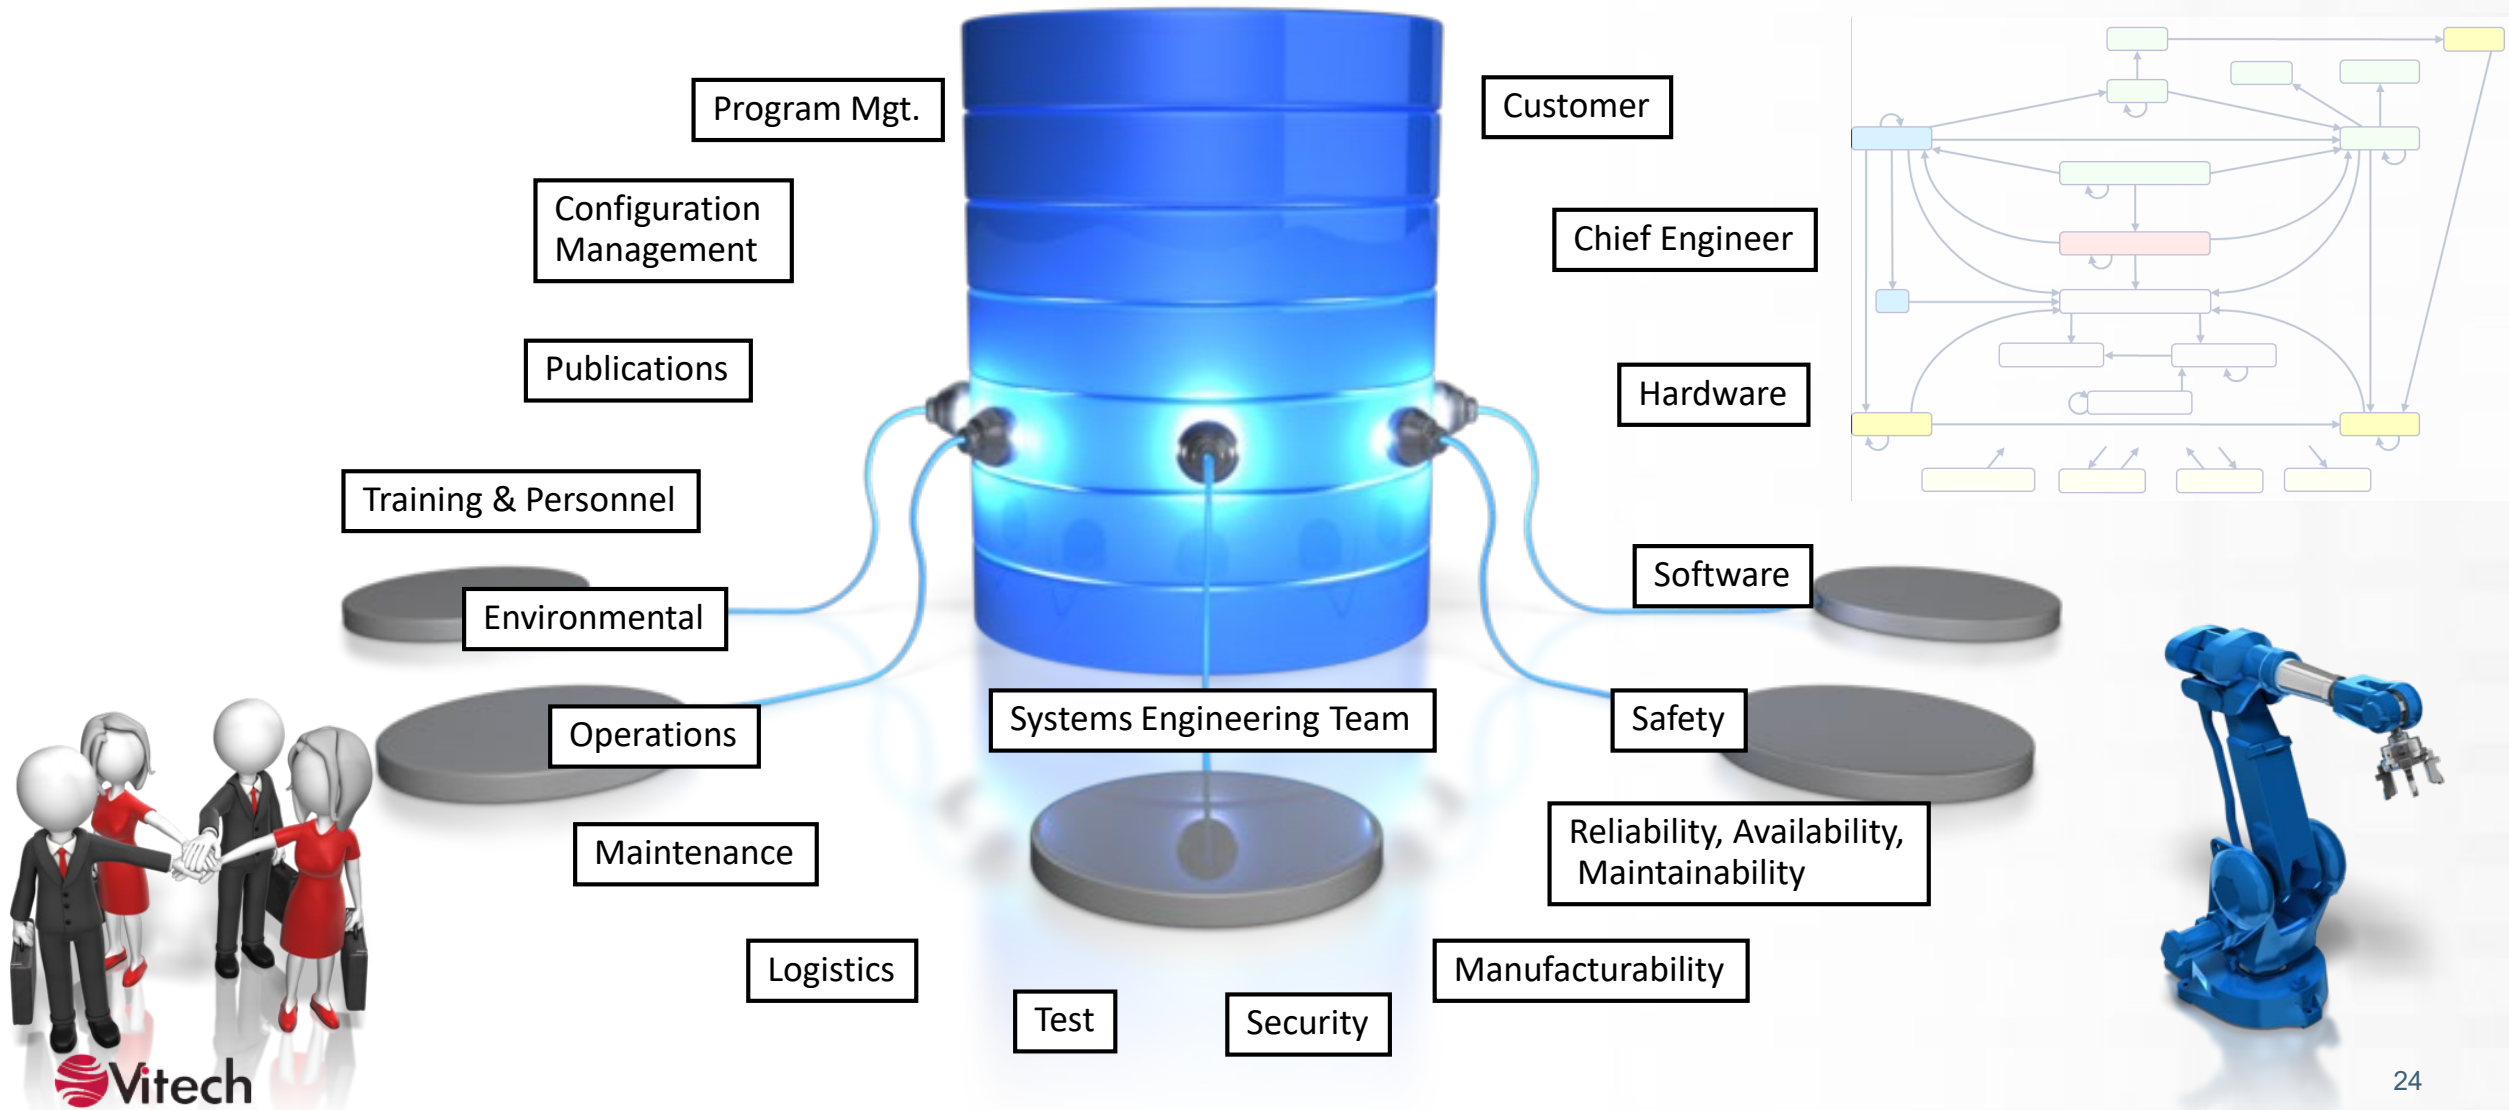 Program Mgt.
Customer
Configuration
Management
Chief Engineer
Publications
Hardware
Training & Personnel
Software
Environmental
Systems Engineering Team
Safety
Operations
Reliability, Availability,
Maintainability
Maintenance
Logistics
Manufacturability
Test
Security
Vitech
24